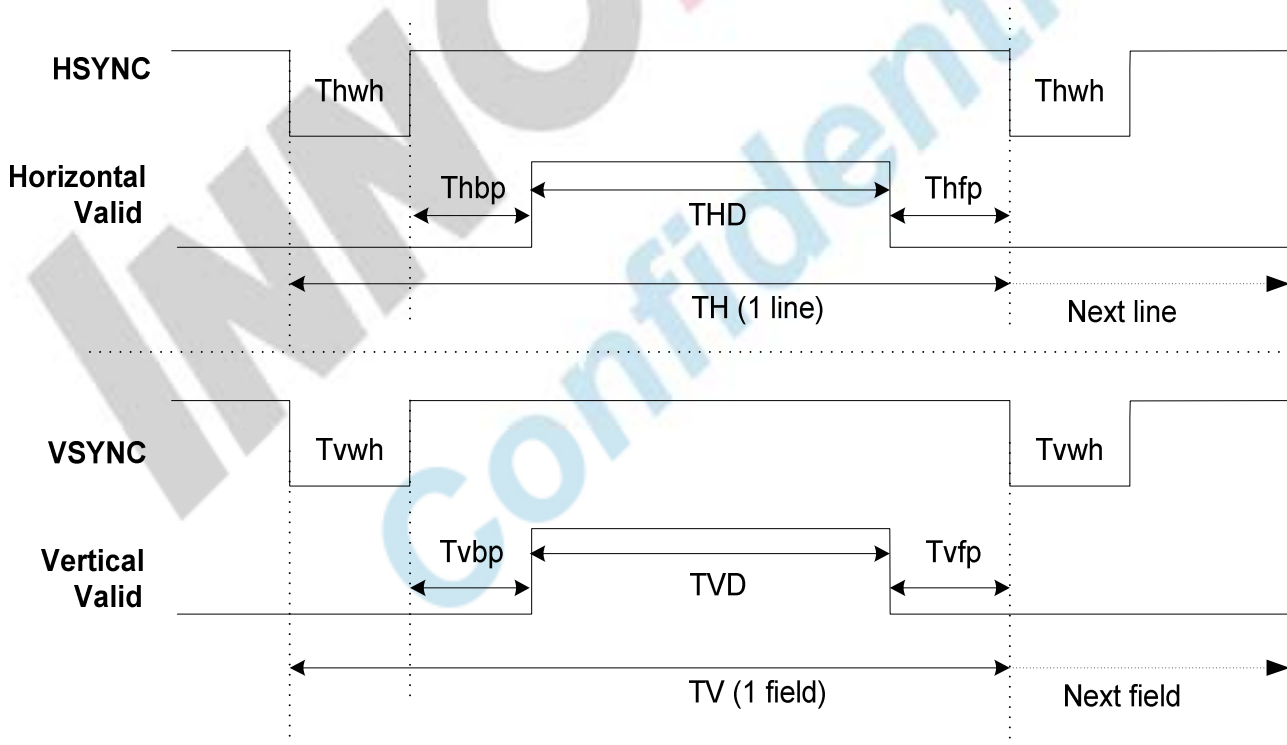 HSYNC
Thwh
Thwh
Horizontal
Valid
Thbp
THD
Thfp
TH (1 line)
Next line
VSYNC
Tvwh
Tvwh
Vertical
Valid
Tvbp
TVD
Tvfp
TV (1 field)
Next field
INNO
Confidenti